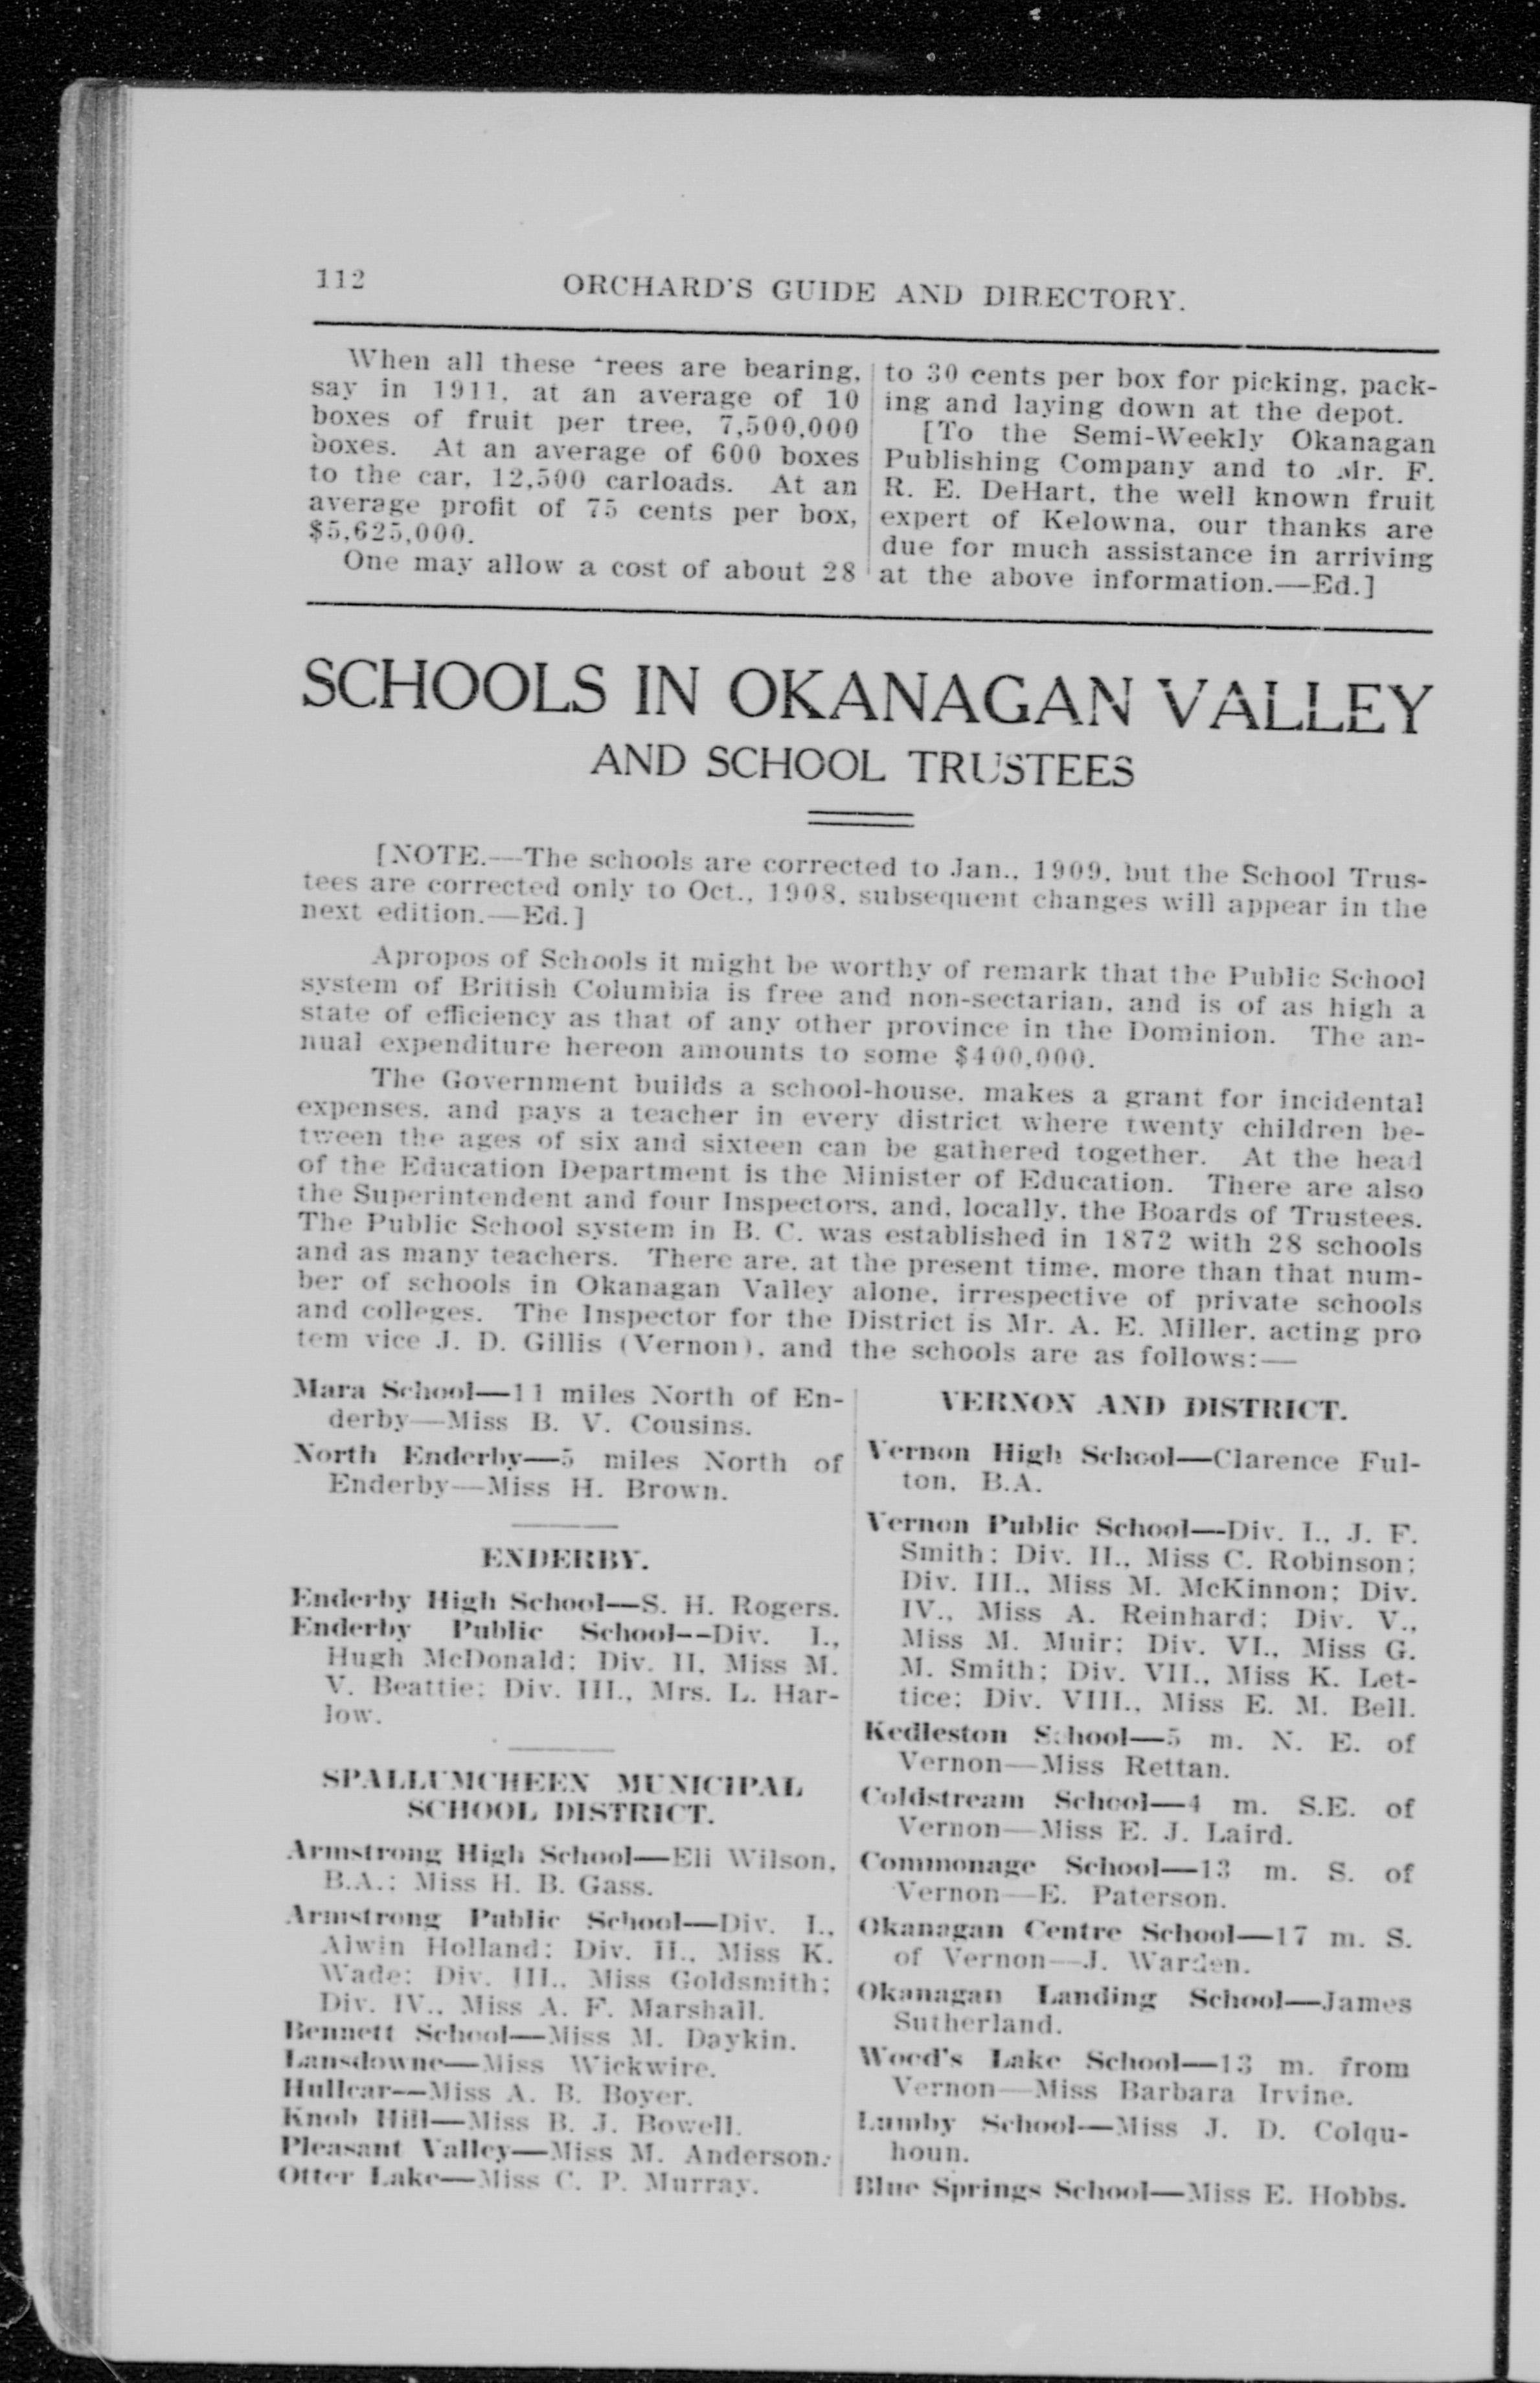 112
ORCHARD'S GUIDE AND DIRECTORY.
When all these trees are bearing,
say in 1911, at an average of 10
boxes of fruit per tree, 7,500,000
boxes. At an average of 600 boxes
to the car, 12,500 carloads. At an
average profit of 75 cents per box,
$5,625,000.
One may allow a cost of about 28
to 30 cents per box for picking, pack-
ing and laying down at the depot.
[To the Semi-Weekly Okanagan
Publishing Company and to Mr. F.
R. E. DeHart, the well known fruit
expert of Kelowna, our thanks are
due for much assistance in arriving
at the above information.—Ed.]
SCHOOLS IN OKANAGAN VALLEY
AND SCHOOL TRUSTEES
[NOTE.—The schools are corrected to Jan., 1909, but the School Trus-
tees are corrected only to Oct., 1908, subsequent changes will appear in the
next edition.—Ed.]
Apropos of Schools it might be worthy of remark that the Public School
system of British Columbia is free and non-sectarian, and is of as high a
state of efficiency as that of any other province in the Dominion. The an-
nual expenditure hereon amounts to some $400,000.
The Government builds a school-house, makes a grant for incidental
expenses, and pays a teacher in every district where twenty children be-
tween the ages of six and sixteen can be gathered together. At the head
of the Education Department is the Minister of Education. There are also
the Superintendent and four Inspectors, and, locally, the Boards of Trustees.
The Public School system in B. C. was established in 1872 with 28 schools
and as many teachers. There are, at the present time, more than that num-
ber of schools in Okanagan Valley alone, irrespective of private schools
and colleges. The Inspector for the District is Mr. A. E. Miller, acting pro
tem vice J. D. Gillis (Vernon), and the schools are as follows:—
Mara School—11 miles North of En-
derby—Miss B. V. Cousins.
North Enderby—5 miles North of
Enderby—Miss H. Brown.
ENDERBY.
Enderby High School—S. H. Rogers.
Enderby Public School—Div. I.,
Hugh McDonald; Div. II, Miss M.
V. Beattie; Div. III., Mrs. L. Har-
low.
SPALLUMCHEEN MUNICIPAL
SCHOOL DISTRICT.
Armstrong High School—Eli Wilson,
B.A.; Miss H. B. Gass.
Armstrong Public School—Div. I.,
Alwin Holland; Div. II., Miss K.
Wade; Div. III., Miss Goldsmith;
Div. IV., Miss A. F. Marshall.
Bennett School—Miss M. Daykin.
Lansdowne—Miss Wickwire.
Hullcar—Miss A. B. Boyer.
Knob Hill—Miss B. J. Bowell.
Pleasant Valley—Miss M. Anderson.
Otter Lake—Miss C. P. Murray.
VERNON AND DISTRICT.
Vernon High School—Clarence Ful-
ton, B.A.
Vernon Public School—Div. I., J. F.
Smith; Div. II., Miss C. Robinson;
Div. III., Miss M. McKinnon; Div.
IV., Miss A. Reinhard; Div. V.,
Miss M. Muir; Div. VI., Miss G.
M. Smith; Div. VII., Miss K. Let-
tice; Div. VIII., Miss E. M. Bell.
Kedleston School—5 m. N. E. of
Vernon—Miss Rettan.
Coldstream School—4 m. S.E. of
Vernon—Miss E. J. Laird.
Commonage School—13 m. S. of
Vernon—E. Paterson.
Okanagan Centre School—17 m. S.
of Vernon—J. Warden.
Okanagan Landing School—James
Sutherland.
Wood's Lake School—13 m. from
Vernon—Miss Barbara Irvine.
Lumby School—Miss J. D. Colqu-
houn.
Blue Springs School—Miss E. Hobbs.